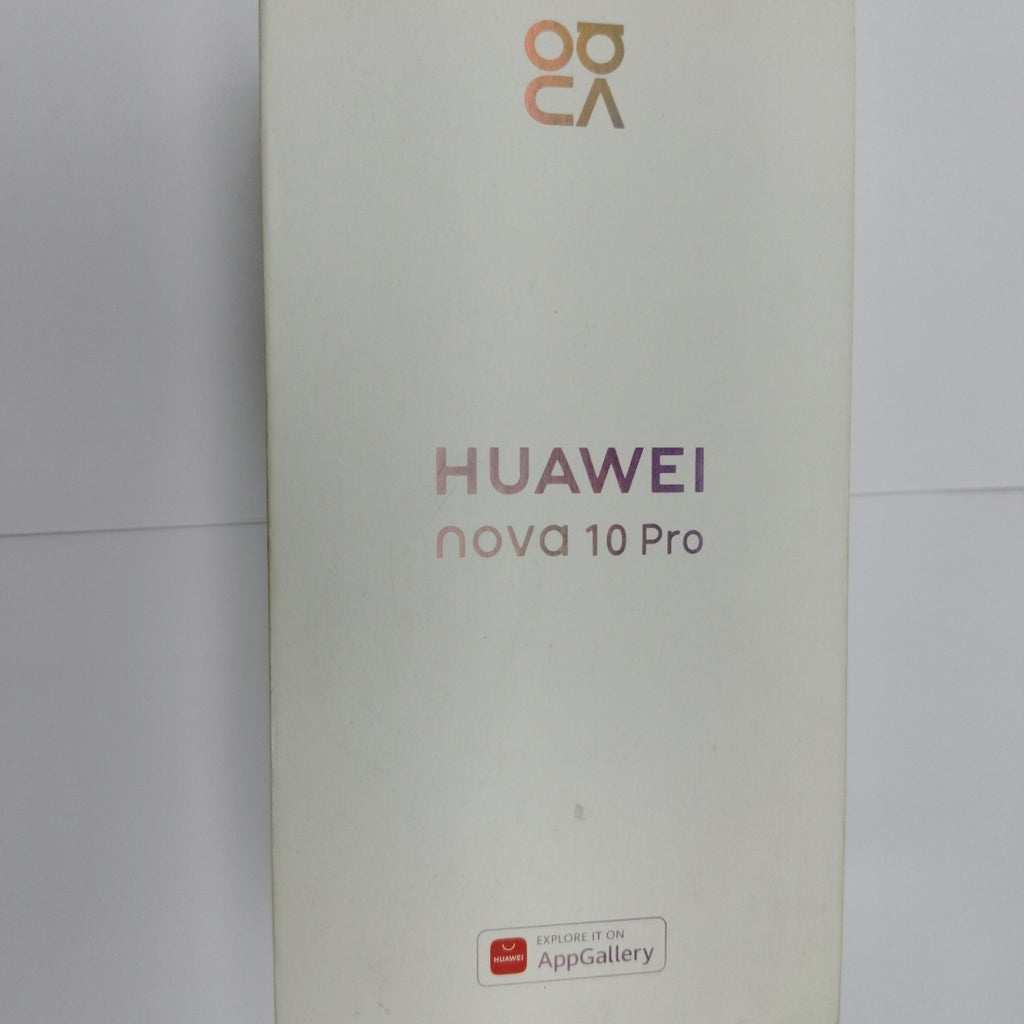 HUAWEI
nova 10 Pro
EXPLORE IT ON
HUAWEI
AppGallery